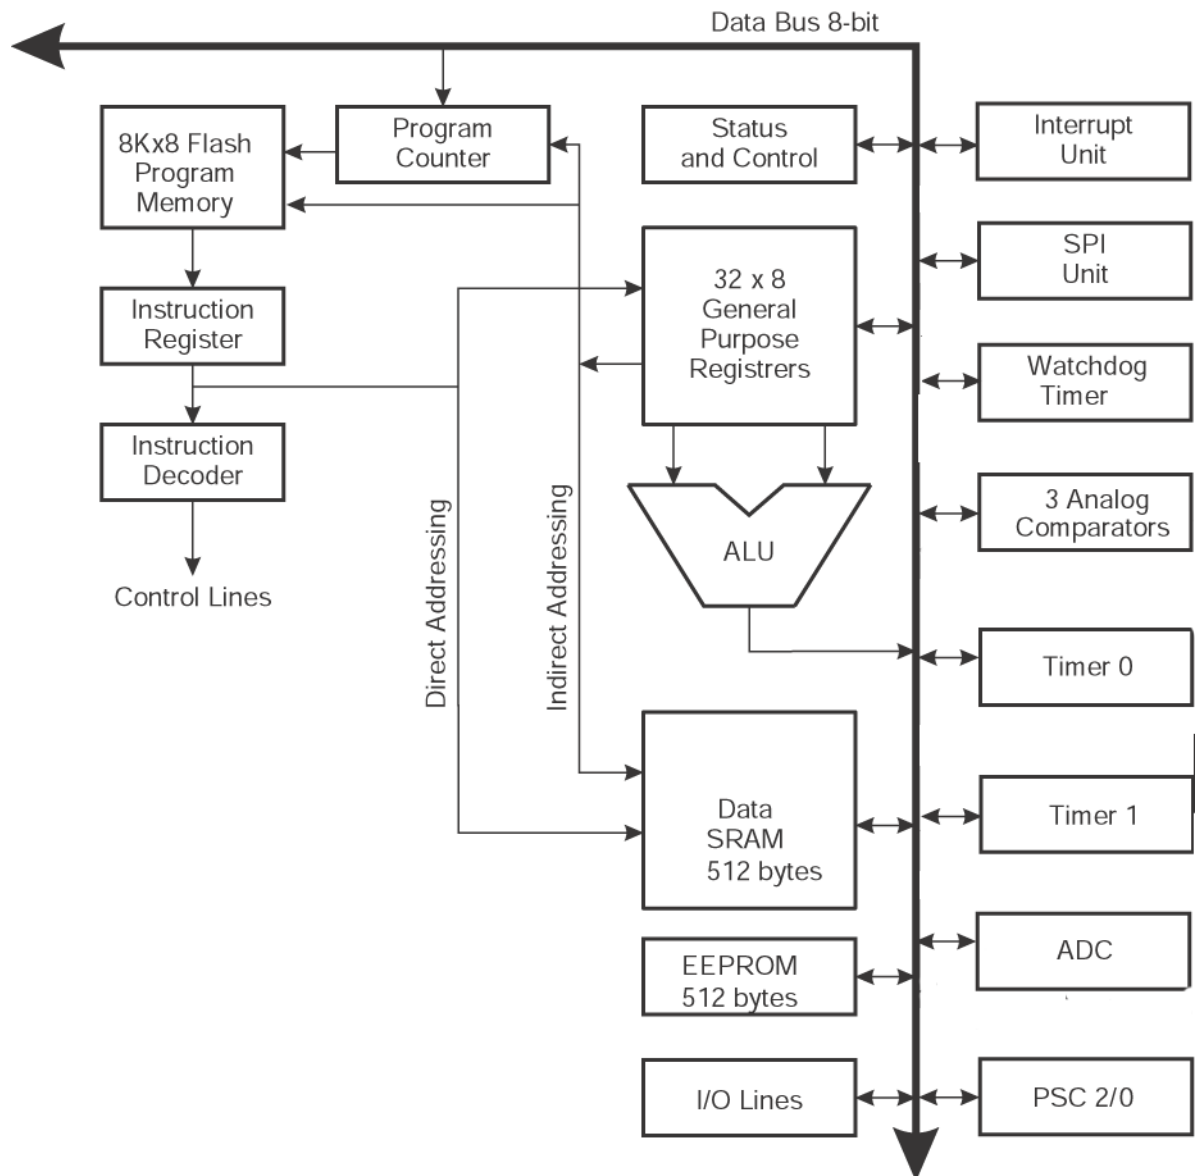 Data Bus 8-bit
8Kx8 Flash
Program
Memory
Program
Counter
Status
and Control
Interrupt
Unit
SPI
Unit
Instruction
Register
32 x 8
General
Purpose
Registrers
Watchdog
Timer
Instruction
Decoder
3 Analog
Comparators
ALU
Control Lines
Direct Addressing
Indirect Addressing
Timer 0
Data
SRAM
512 bytes
Timer 1
EEPROM
512 bytes
ADC
I/O Lines
PSC 2/0